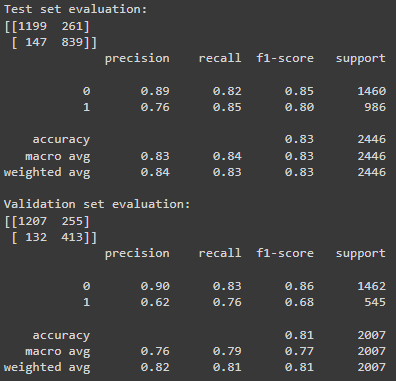 Test set evaluation:
[[1199  261]
 [ 147  839]]
              precision    recall  f1-score   support

           0       0.89      0.82      0.85      1460
           1       0.76      0.85      0.80       986

    accuracy                           0.83      2446
   macro avg       0.83      0.84      0.83      2446
weighted avg       0.84      0.83      0.83      2446

Validation set evaluation:
[[1207  255]
 [ 132  413]]
              precision    recall  f1-score   support

           0       0.90      0.83      0.86      1462
           1       0.62      0.76      0.68       545

    accuracy                           0.81      2007
   macro avg       0.76      0.79      0.77      2007
weighted avg       0.82      0.81      0.81      2007